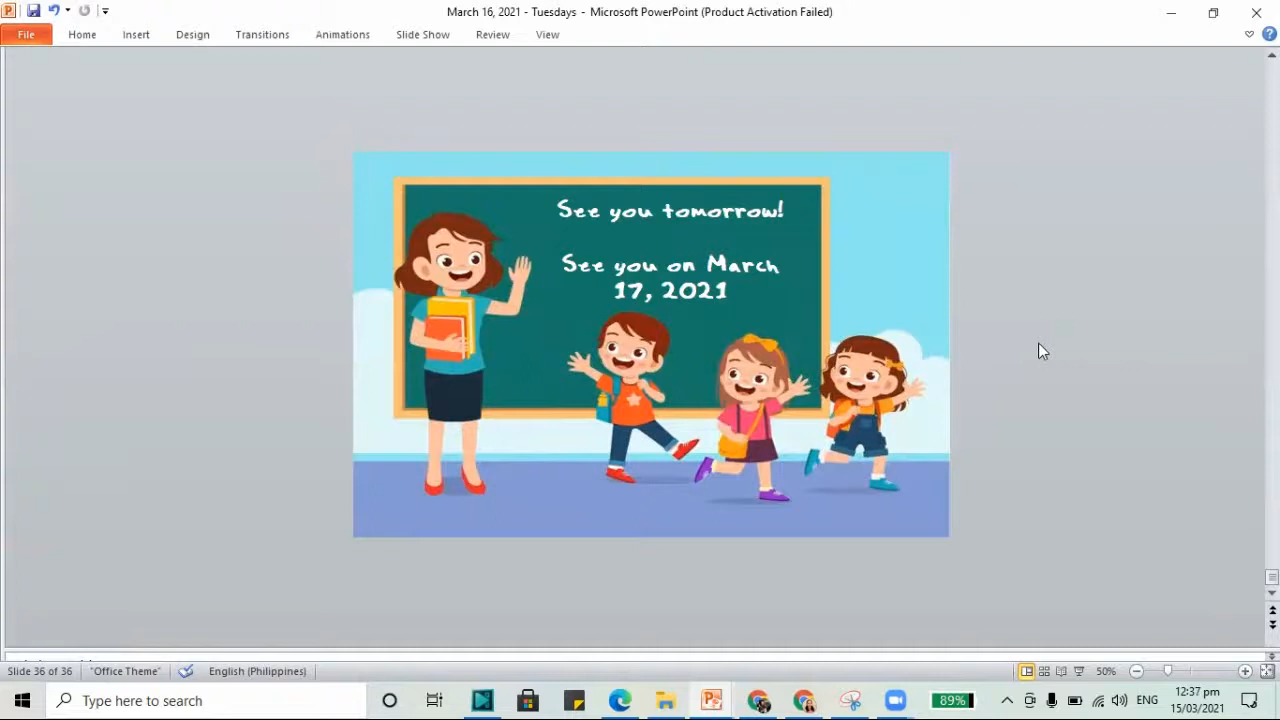 March 16, 2021 - Tuesdays - Microsoft PowerPoint (Product Activation Failed)
File Home Insert Design Transitions Animations Slide Show Review View
See you tomorrow!
See you on March
17, 2021
Slide 36 of 36 "Office Theme" English (Philippines) 50%
Type here to search 89% ENG 12:37 pm
15/03/2021